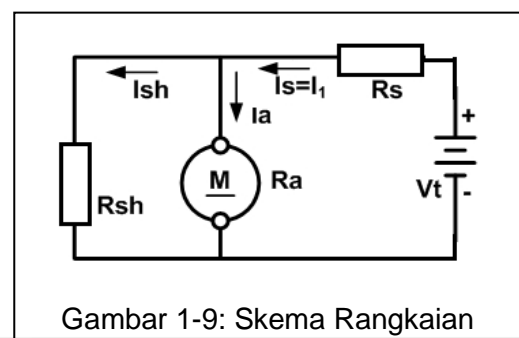 Ish
Is=I₁
Rs
Ia
+
M
Ra
Rsh
Vt
-
Gambar 1-9: Skema Rangkaian